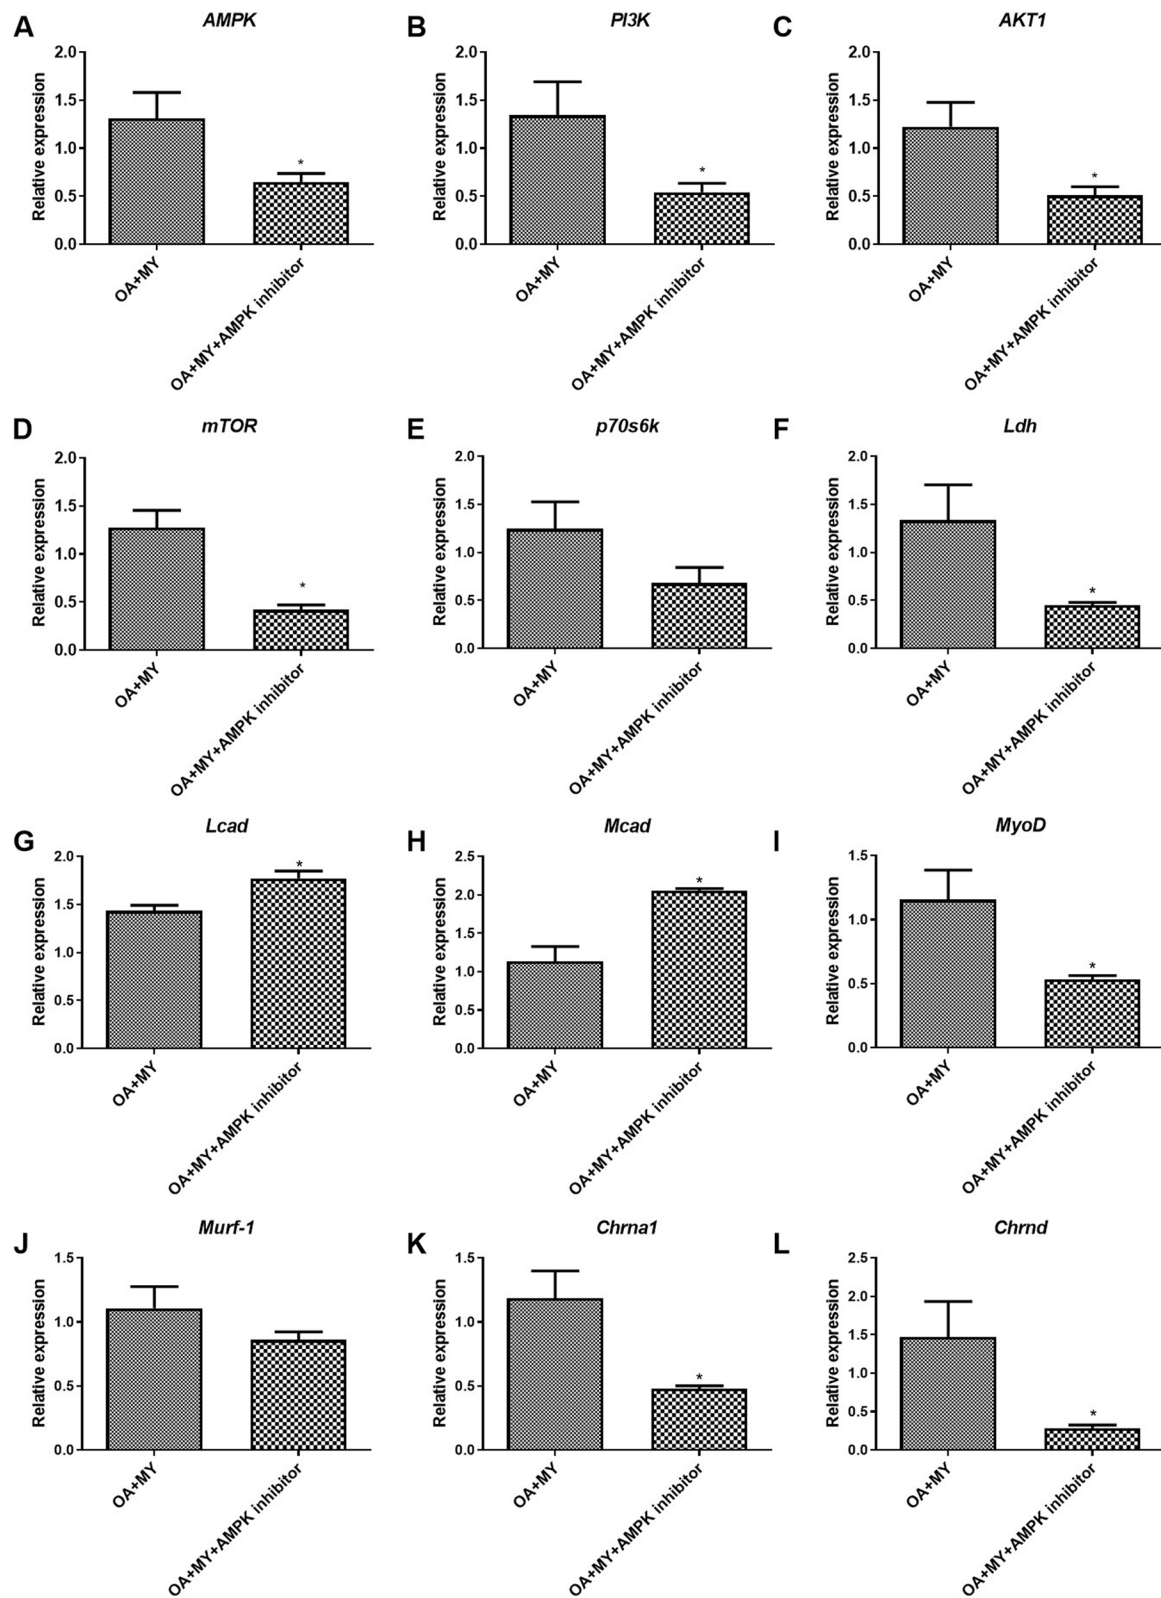 A
AMPK
Relative expression
2.0
1.5
1.0
0.5
0.0
OA+MY
OA+MY+AMPK inhibitor
*
B
PI3K
Relative expression
2.0
1.5
1.0
0.5
0.0
OA+MY
OA+MY+AMPK inhibitor
*
C
AKT1
Relative expression
2.0
1.5
1.0
0.5
0.0
OA+MY
OA+MY+AMPK inhibitor
*
D
mTOR
Relative expression
2.0
1.5
1.0
0.5
0.0
OA+MY
OA+MY+AMPK inhibitor
*
E
p70s6k
Relative expression
2.0
1.5
1.0
0.5
0.0
OA+MY
OA+MY+AMPK inhibitor
F
Ldh
Relative expression
2.0
1.5
1.0
0.5
0.0
OA+MY
OA+MY+AMPK inhibitor
*
G
Lcad
Relative expression
2.0
1.5
1.0
0.5
0.0
OA+MY
OA+MY+AMPK inhibitor
*
H
Mcad
Relative expression
2.5
2.0
1.5
1.0
0.5
0.0
OA+MY
OA+MY+AMPK inhibitor
*
I
MyoD
Relative expression
1.5
1.0
0.5
0.0
OA+MY
OA+MY+AMPK inhibitor
*
J
Murf-1
Relative expression
1.5
1.0
0.5
0.0
OA+MY
OA+MY+AMPK inhibitor
K
Chrna1
Relative expression
1.5
1.0
0.5
0.0
OA+MY
OA+MY+AMPK inhibitor
*
L
Chrnd
Relative expression
2.5
2.0
1.5
1.0
0.5
0.0
OA+MY
OA+MY+AMPK inhibitor
*